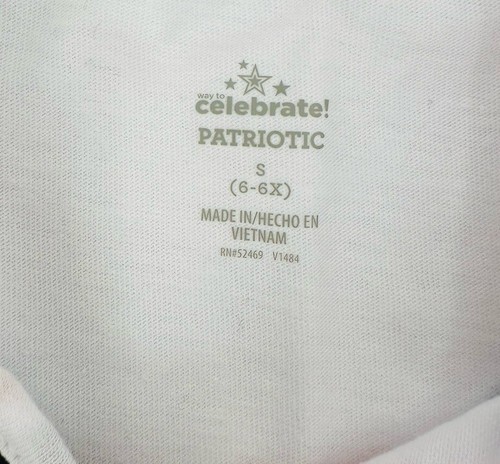 way to
celebrate!
PATRIOTIC
S
(6-6X)
MADE IN/HECHO EN
VIETNAM
RN#52469 V1484